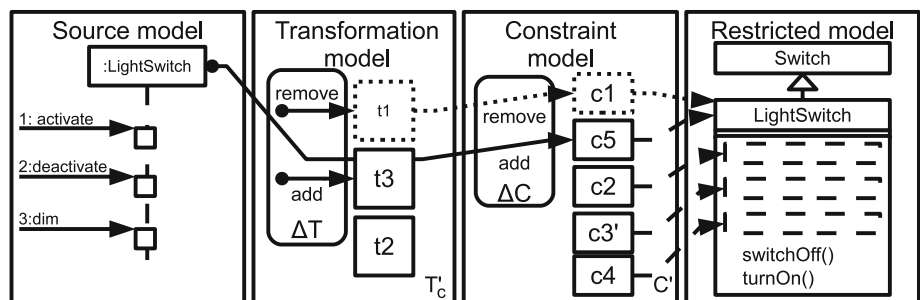 Source model
:LightSwitch
1: activate
2:deactivate
3:dim
Transformation
model
remove
t1
t3
add
ΔT
t2
T'c
Constraint
model
remove
c1
c5
add
ΔC
c2
c3'
c4
C'
Restricted model
Switch
LightSwitch
switchOff()
turnOn()